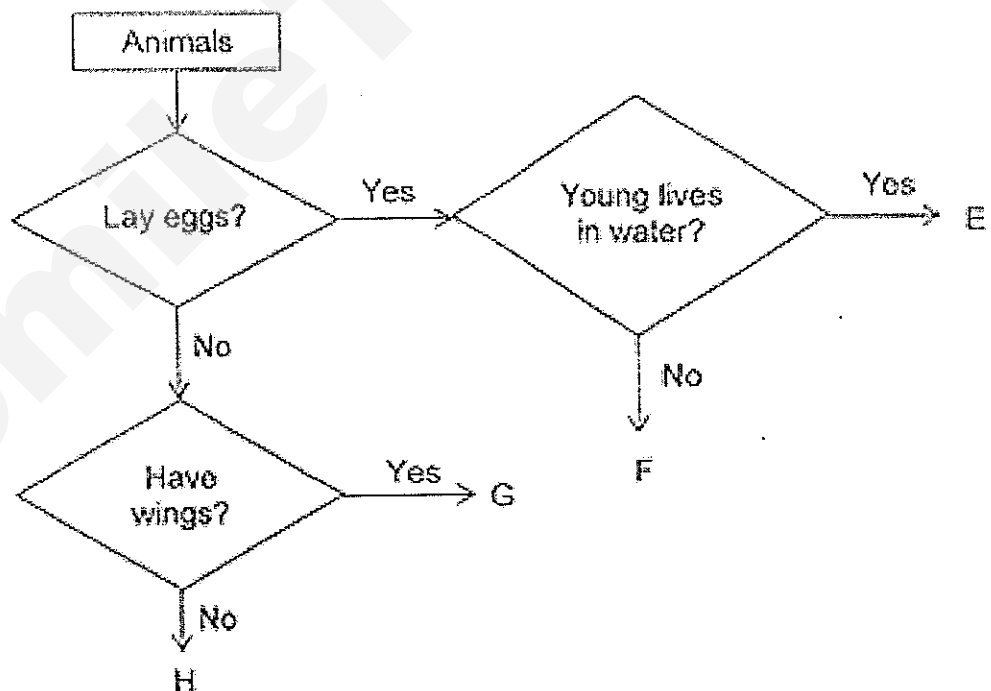 Animals
Lay eggs?
Yes
Young lives
in water?
Yes
E
No
No
F
Have
wings?
Yes
G
No
H